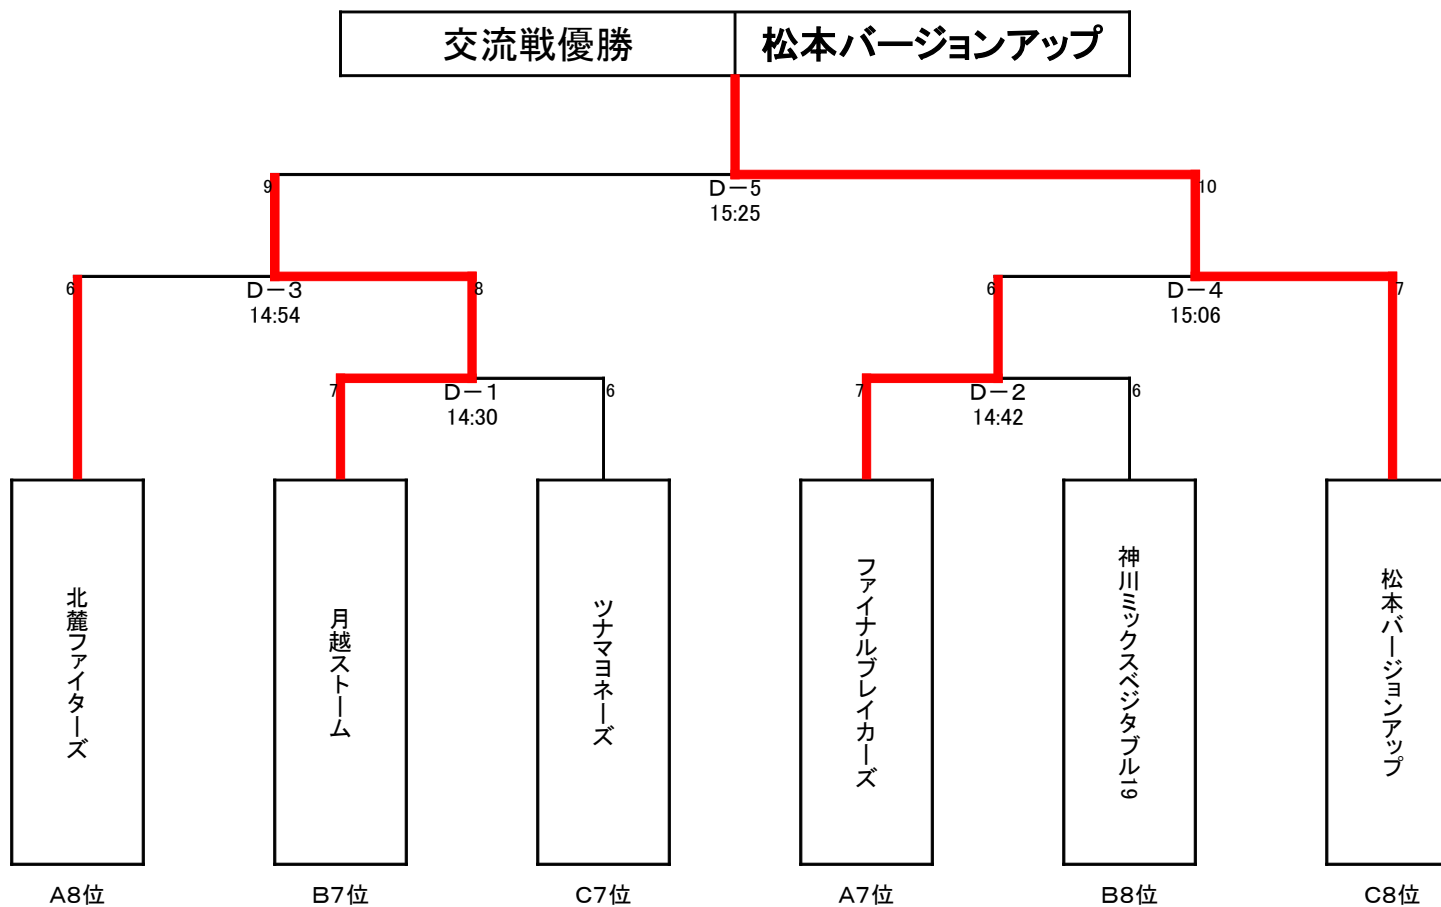 交流戦優勝 松本バージョンアップ
9 10
D－5
15:25
6 8 6 7
D－3 D－4
14:54 15:06
7 6 7 6
D－1 D－2
14:30 14:42
北麓ファイターズ
月越ストーム
ツナマヨネーズ
ファイナルブレイカーズ
神川ミックスベジタブル19
松本バージョンアップ
A8位 B7位 C7位 A7位 B8位 C8位